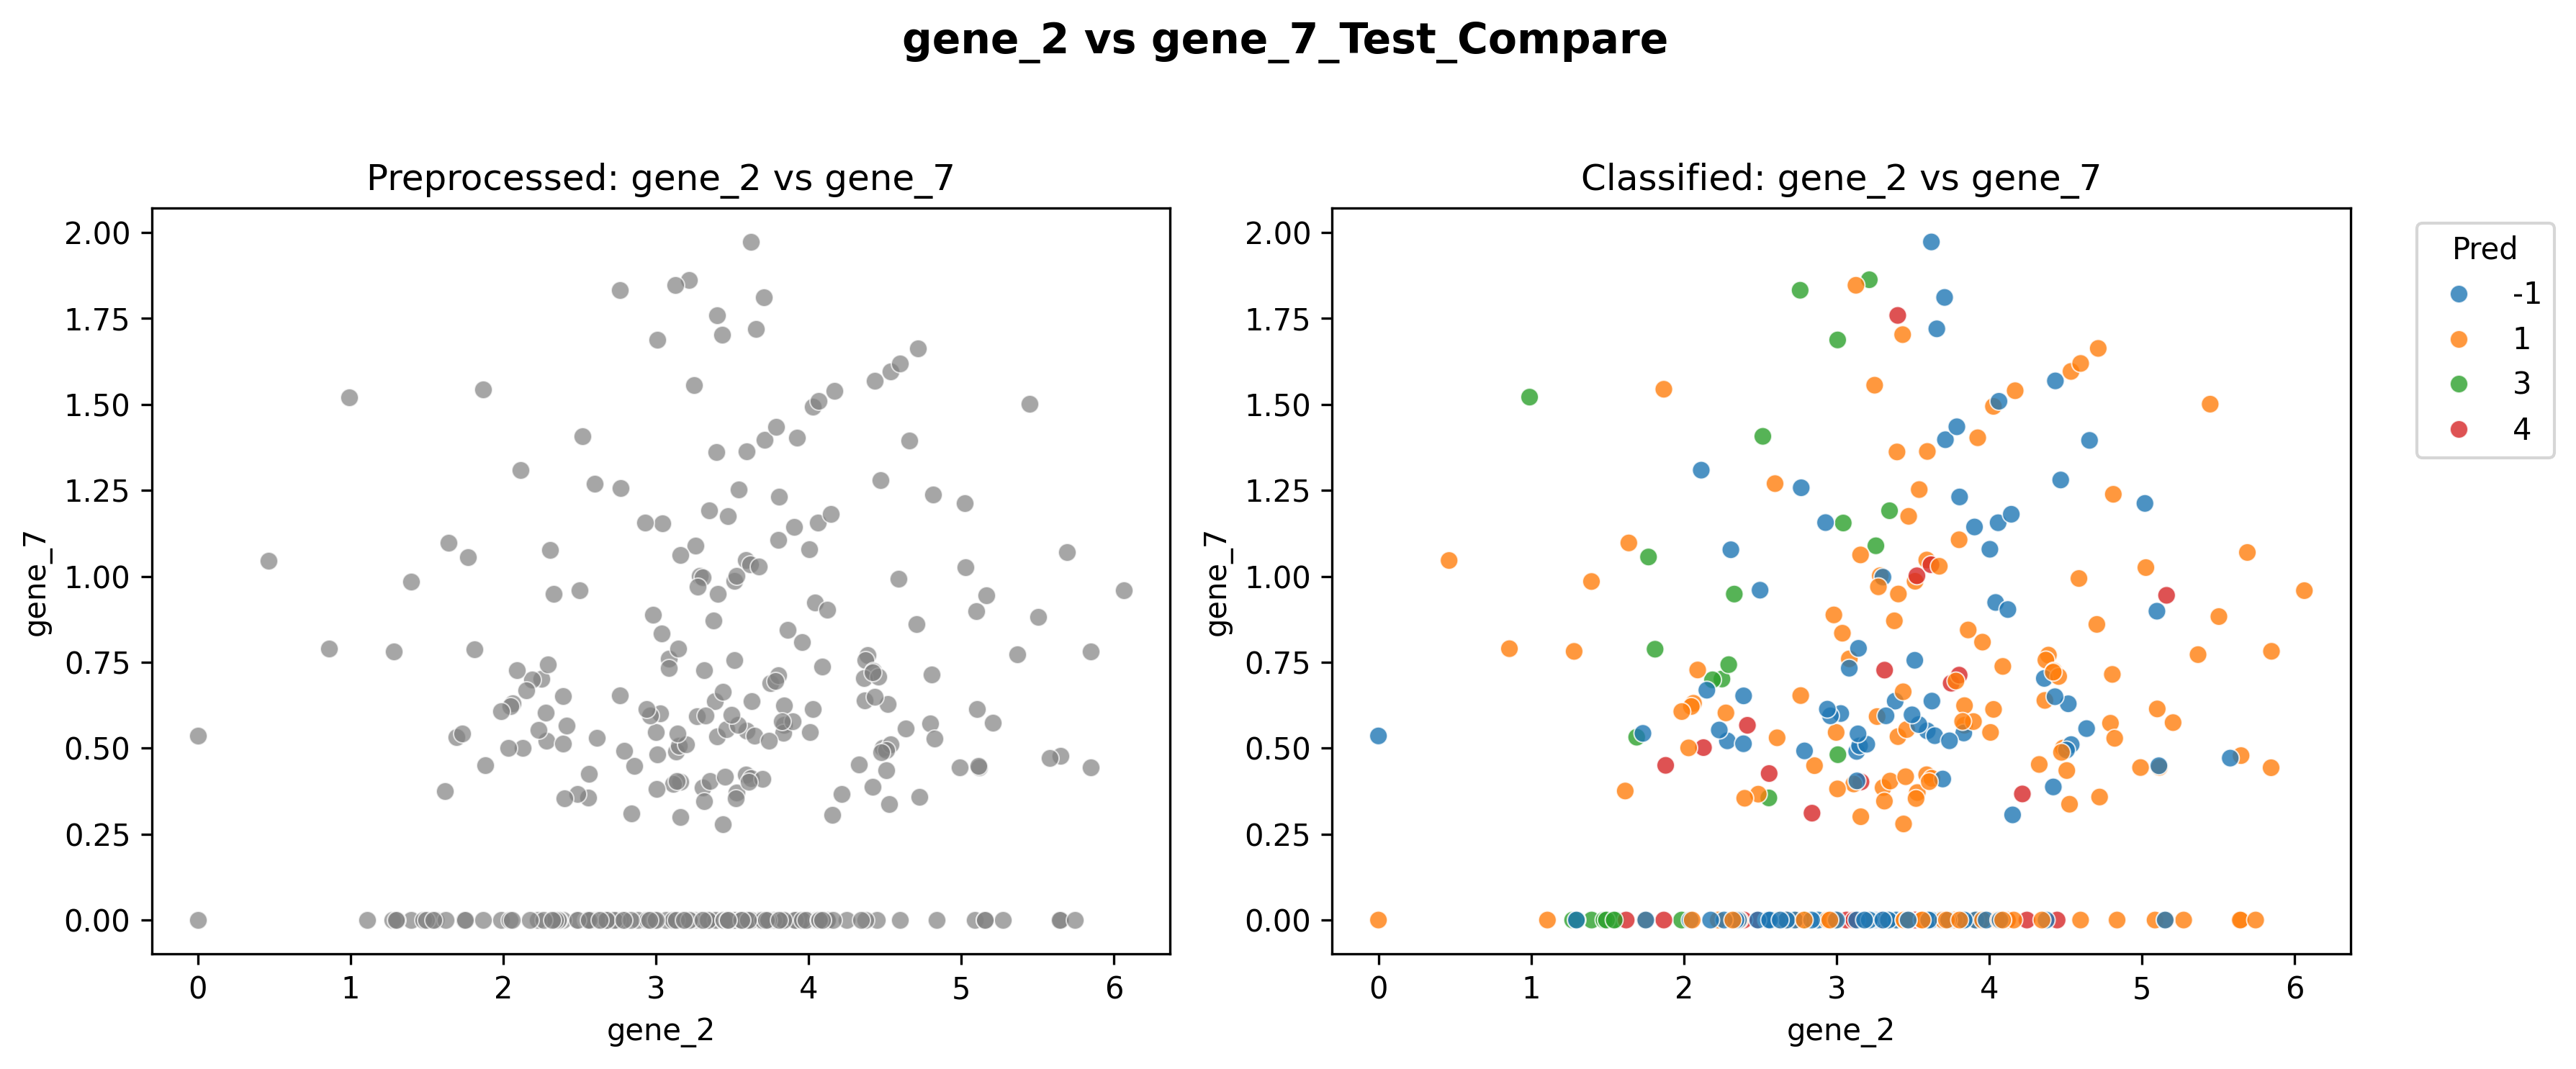 gene_2 vs gene_7_Test_Compare
Preprocessed: gene_2 vs gene_7
2.00
1.75
1.50
1.25
1.00
0.75
0.50
0.25
0.00
gene_7
0 1 2 3 4 5 6
gene_2
Classified: gene_2 vs gene_7
2.00
1.75
1.50
1.25
1.00
0.75
0.50
0.25
0.00
gene_7
0 1 2 3 4 5 6
gene_2
Pred
-1
1
3
4